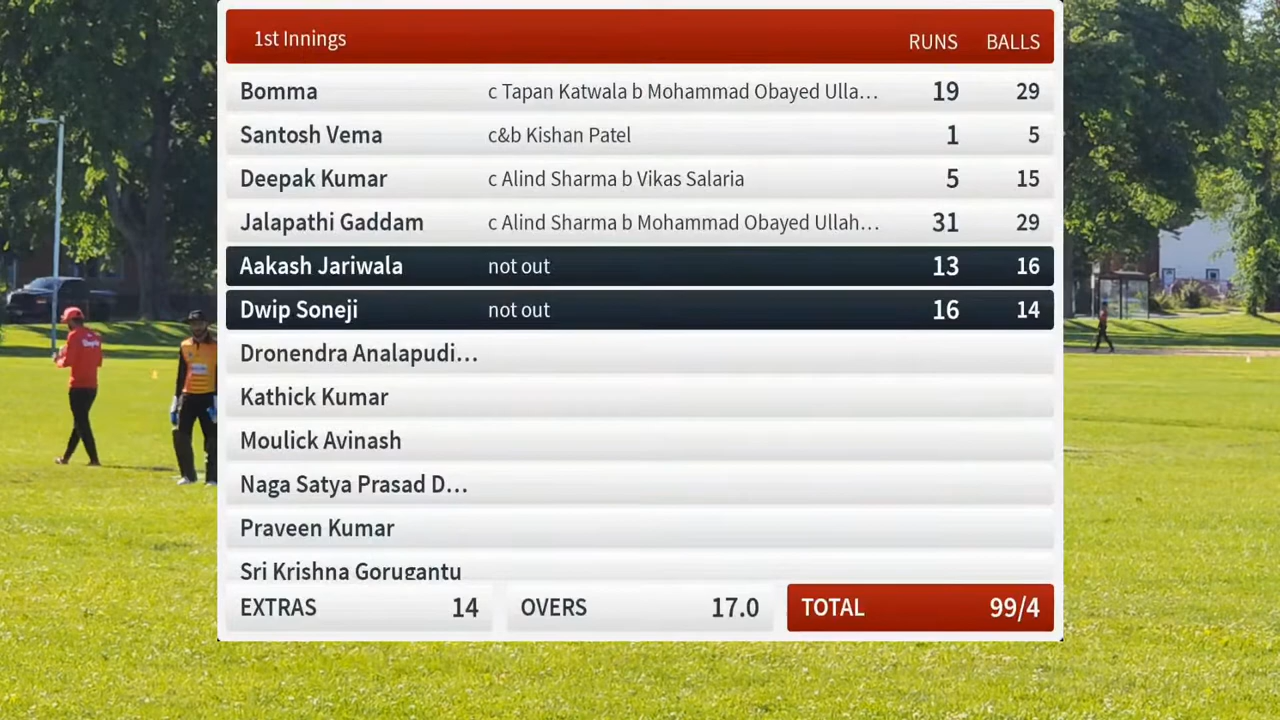 1st Innings RUNS BALLS
Bomma c Tapan Katwala b Mohammad Obayed Ulla... 19 29
Santosh Vema c&b Kishan Patel 1 5
Deepak Kumar c Alind Sharma b Vikas Salaria 5 15
Jalapathi Gaddam c Alind Sharma b Mohammad Obayed Ullah... 31 29
Aakash Jariwala not out 13 16
Dwip Soneji not out 16 14
Dronendra Analapudi...
Kathick Kumar
Moulick Avinash
Naga Satya Prasad D...
Praveen Kumar
Sri Krishna Gorugantu
EXTRAS 14 OVERS 17.0 TOTAL 99/4